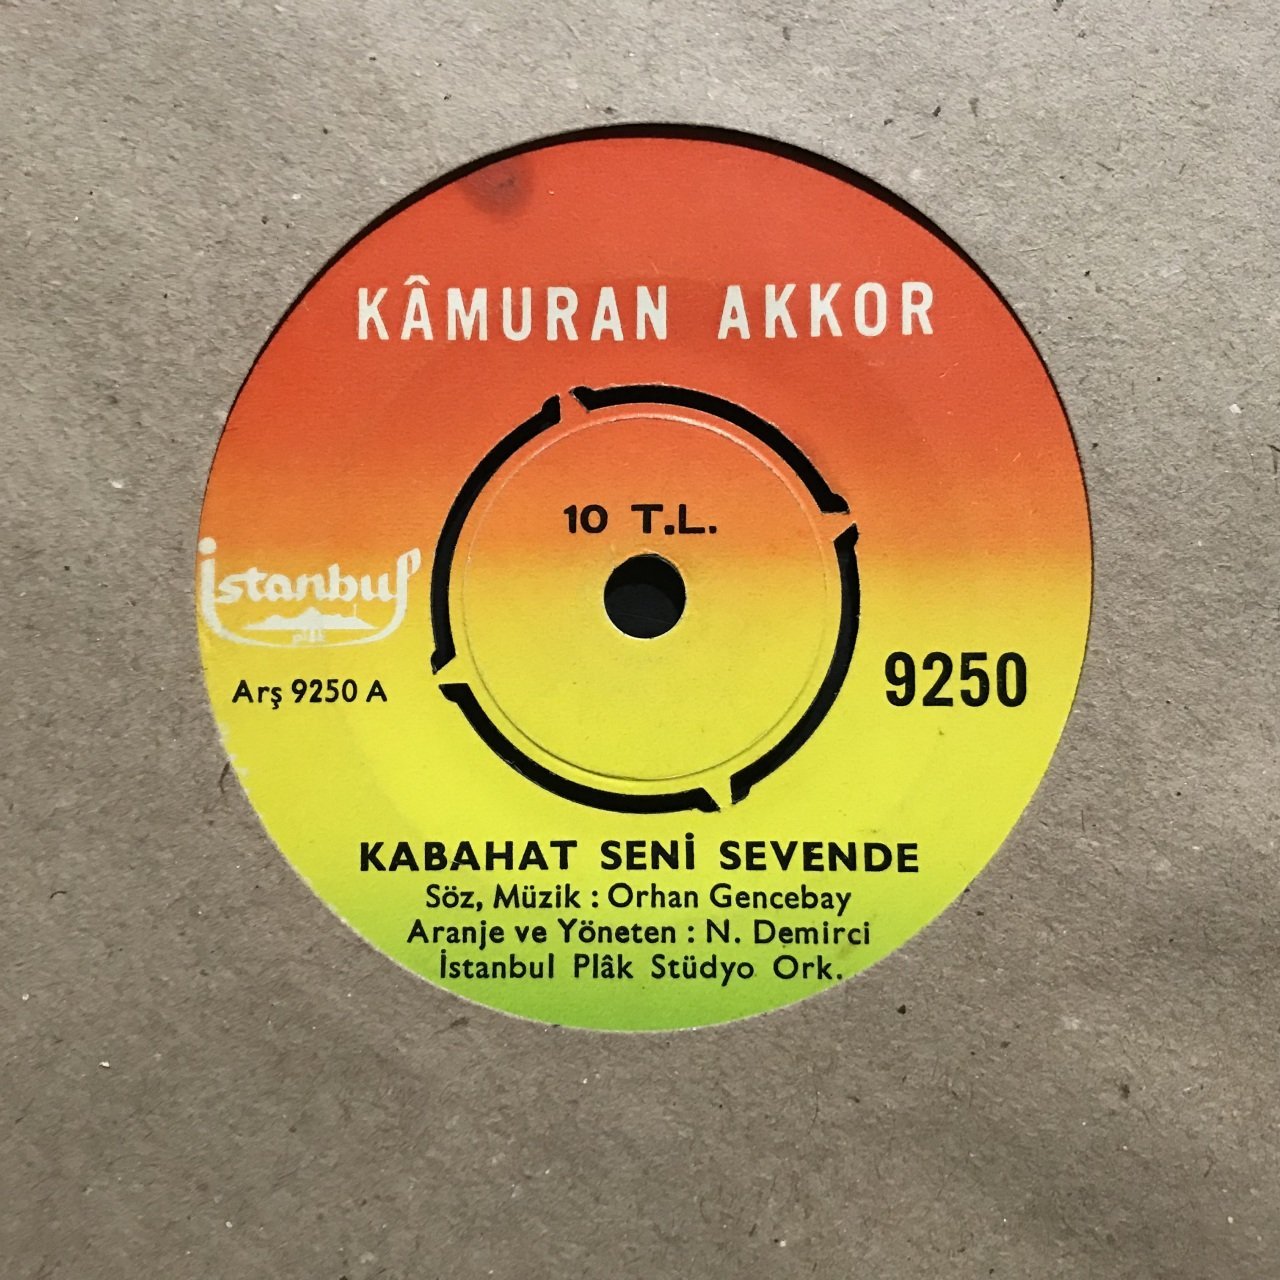 KÂMURAN AKKOR
10 T.L.
İstanbul
plâk
Arş 9250 A
9250
KABAHAT SENİ SEVENDE
Söz, Müzik : Orhan Gencebay
Aranje ve Yöneten : N. Demirci
İstanbul Plâk Stüdyo Ork.